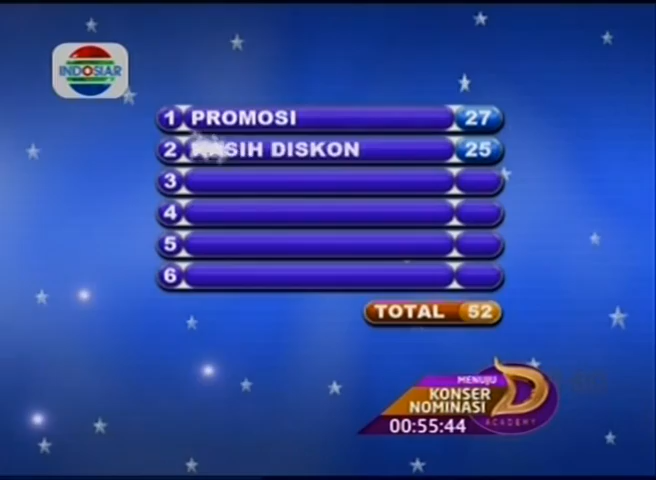 INDOSIAR
1 PROMOSI 27
2 KASIH DISKON 25
3
4
5
6
TOTAL 52
MENUJU
KONSER
NOMINASI
D
ACADEMY
00:55:44